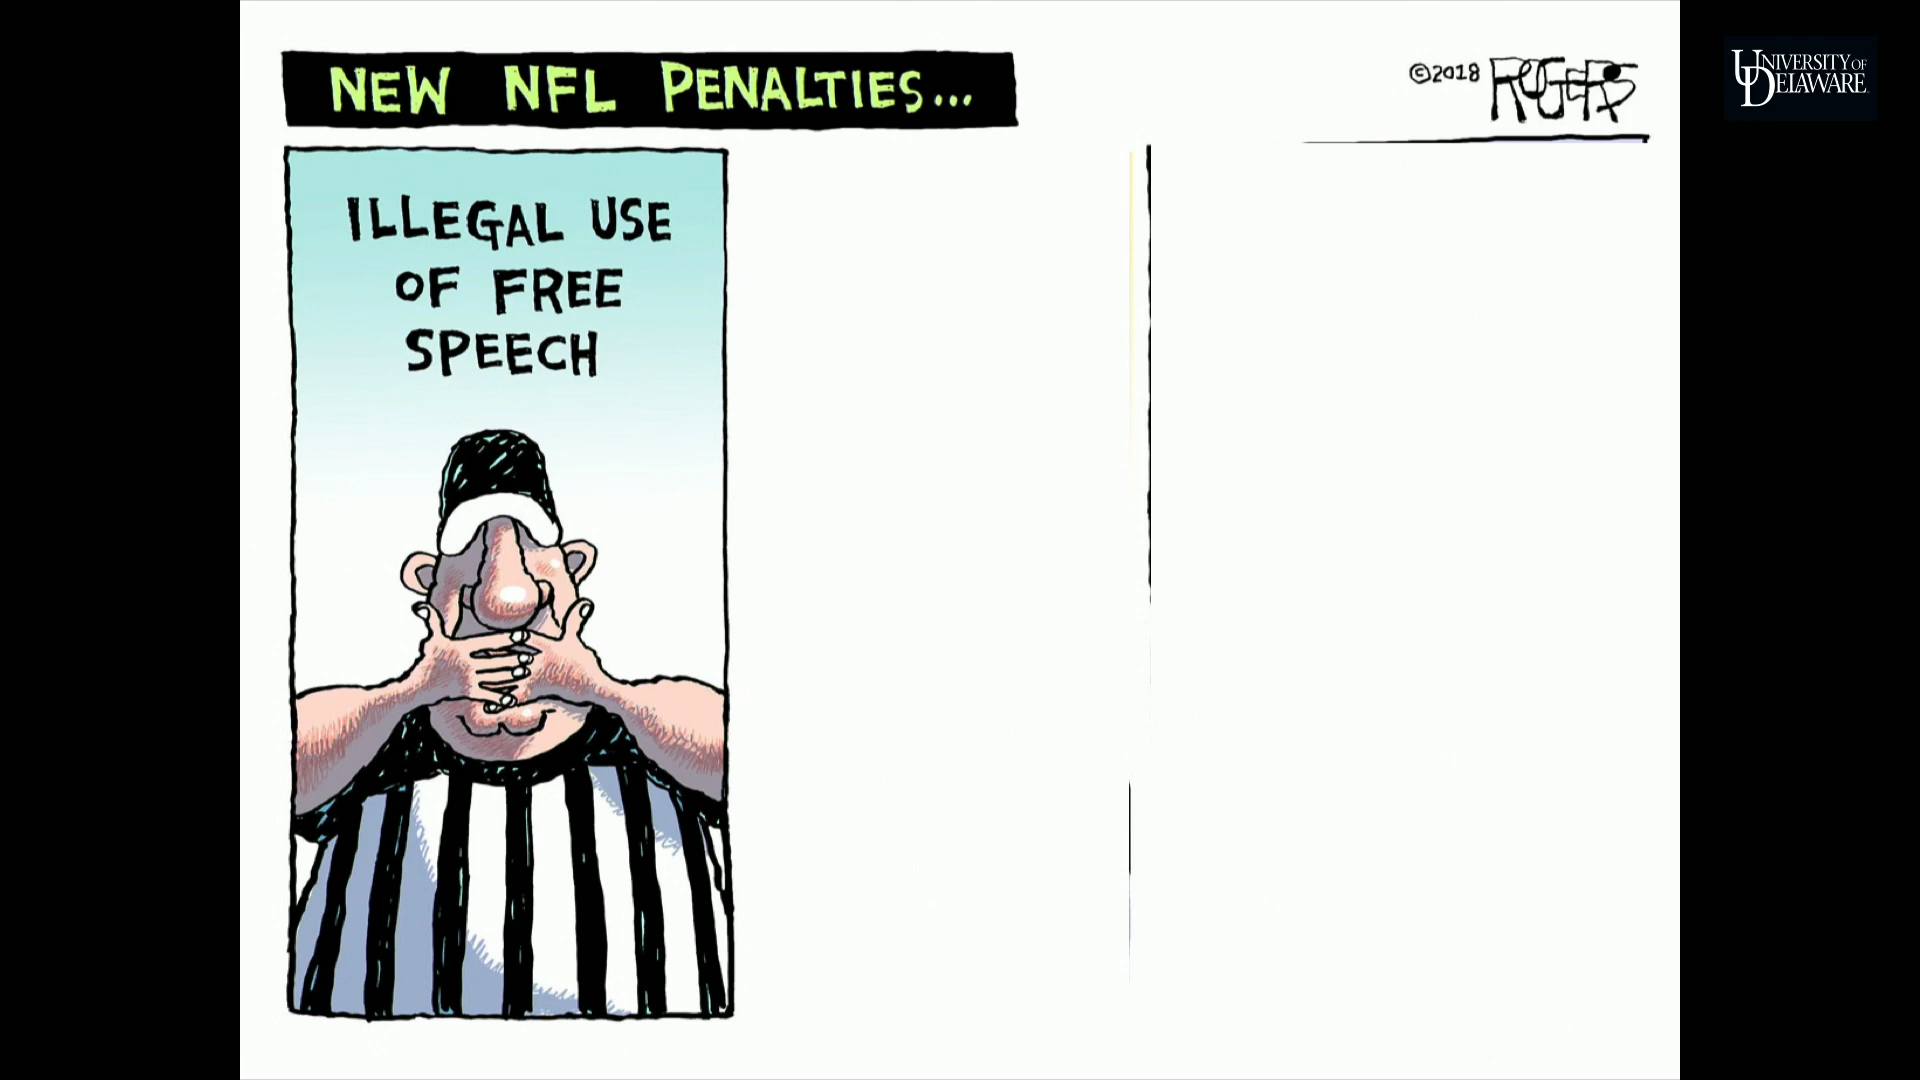 NEW NFL PENALTIES...
©2018 ROGERS
UNIVERSITY OF
DELAWARE
ILLEGAL USE
OF FREE
SPEECH